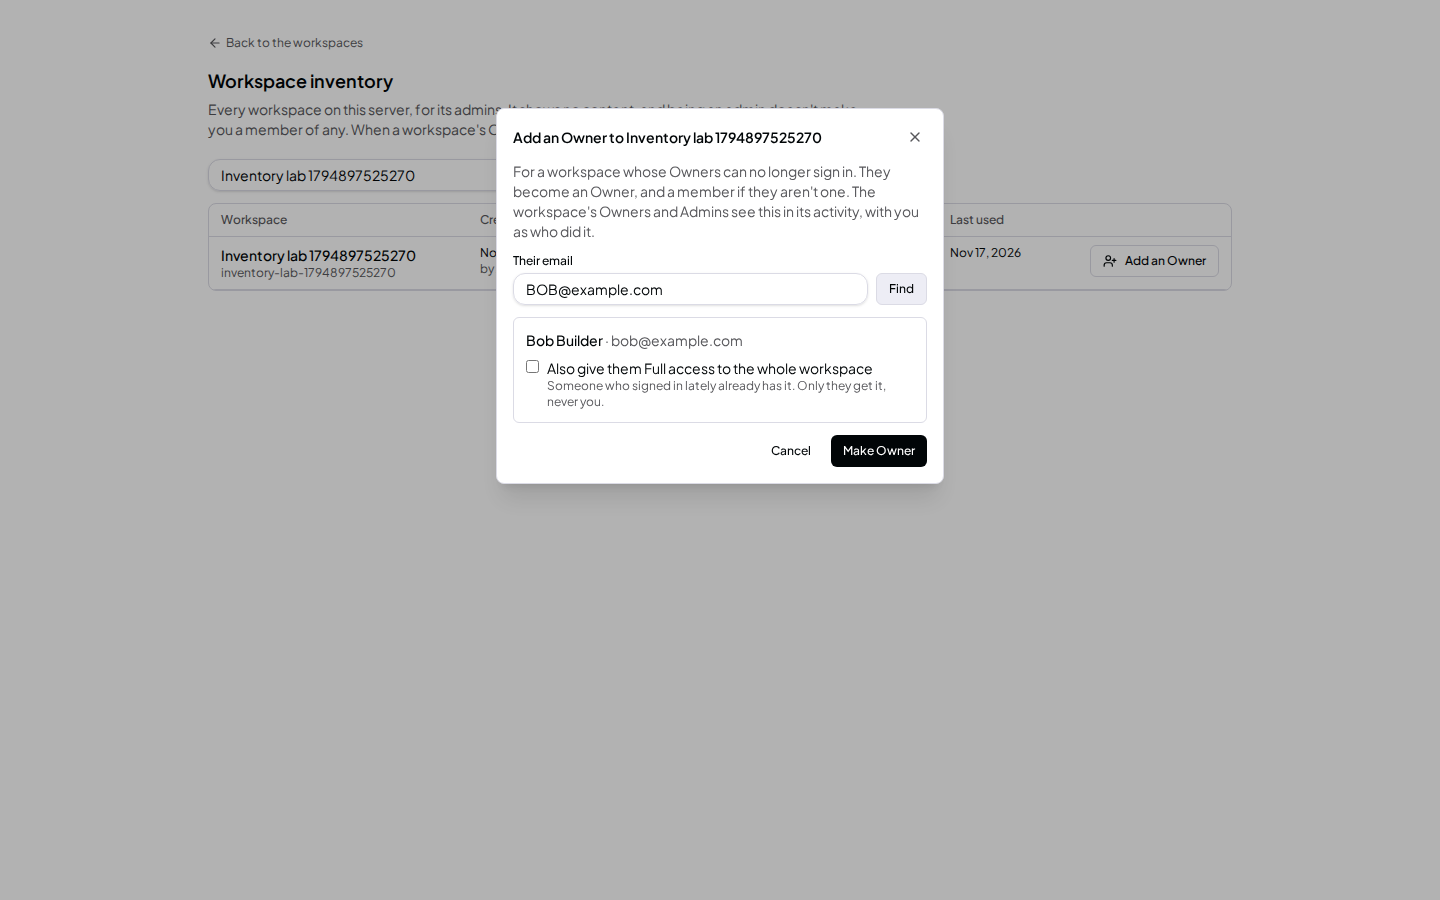 Back to the workspaces
Workspace inventory
Every workspace on this server, for its admins.
you a member of any. When a workspace's
Inventory lab 1794897525270
Workspace
Last used
Inventory lab 1794897525270
inventory-lab-1794897525270
by
Nov 17, 2026
Add an Owner
Add an Owner to Inventory lab 1794897525270
For a workspace whose Owners can no longer sign in. They
become an Owner, and a member if they aren't one. The
workspace's Owners and Admins see this in its activity, with you
as who did it.
Their email
BOB@example.com
Find
Bob Builder · bob@example.com
Also give them Full access to the whole workspace
Someone who signed in lately already has it. Only they get it,
never you.
Cancel
Make Owner